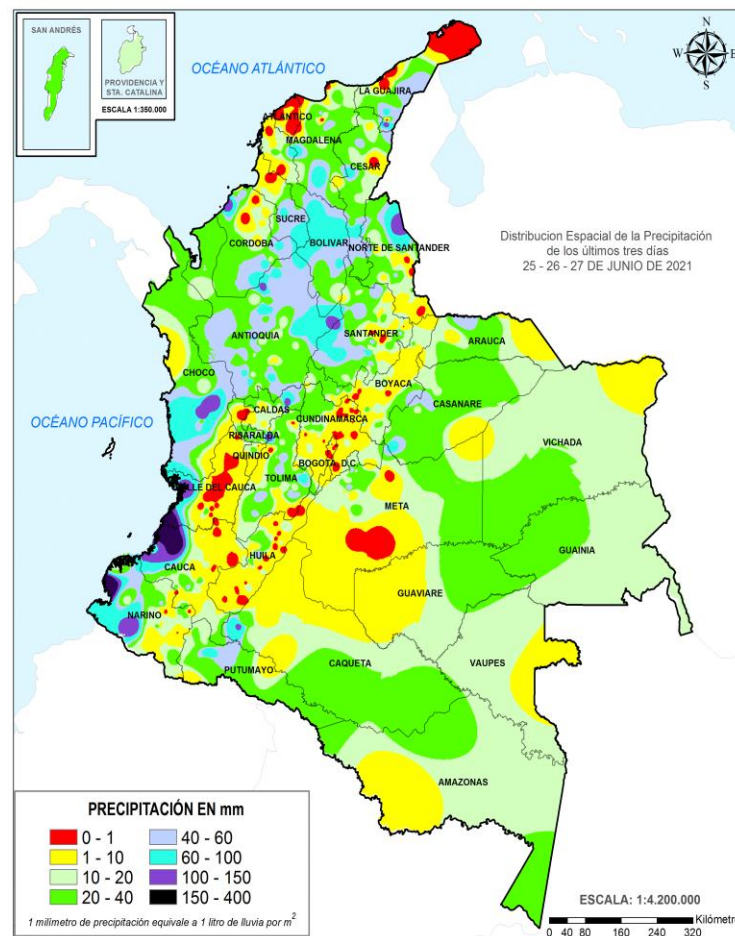 SAN ANDRÉS
PROVIDENCIA Y
STA. CATALINA
ESCALA 1:350.000
OCÉANO ATLÁNTICO
N
W
E
S
LA GUAJIRA
ATLANTICO
MAGDALENA
CESAR
SUCRE
CORDOBA
BOLIVAR
NORTE DE SANTANDER
Distribucion Espacial de la Precipitación
de los últimos tres días
25 - 26 - 27 DE JUNIO DE 2021
ANTIOQUIA
SANTANDER
ARAUCA
CHOCO
BOYACA
CASANARE
OCÉANO PACÍFICO
CALDAS
CUNDINAMARCA
RISARALDA
VICHADA
QUINDIO
BOGOTA D.C.
TOLIMA
VALLE DEL CAUCA
META
GUAINIA
HUILA
CAUCA
GUAVIARE
NARINO
CAQUETA
VAUPES
PUTUMAYO
AMAZONAS
PRECIPITACIÓN EN mm
0 - 1
40 - 60
1 - 10
60 - 100
10 - 20
100 - 150
20 - 40
150 - 400
1 milímetro de precipitación equivale a 1 litro de lluvia por m2
ESCALA: 1:4.200.000
Kilómetro
0 40 80 160 240 320